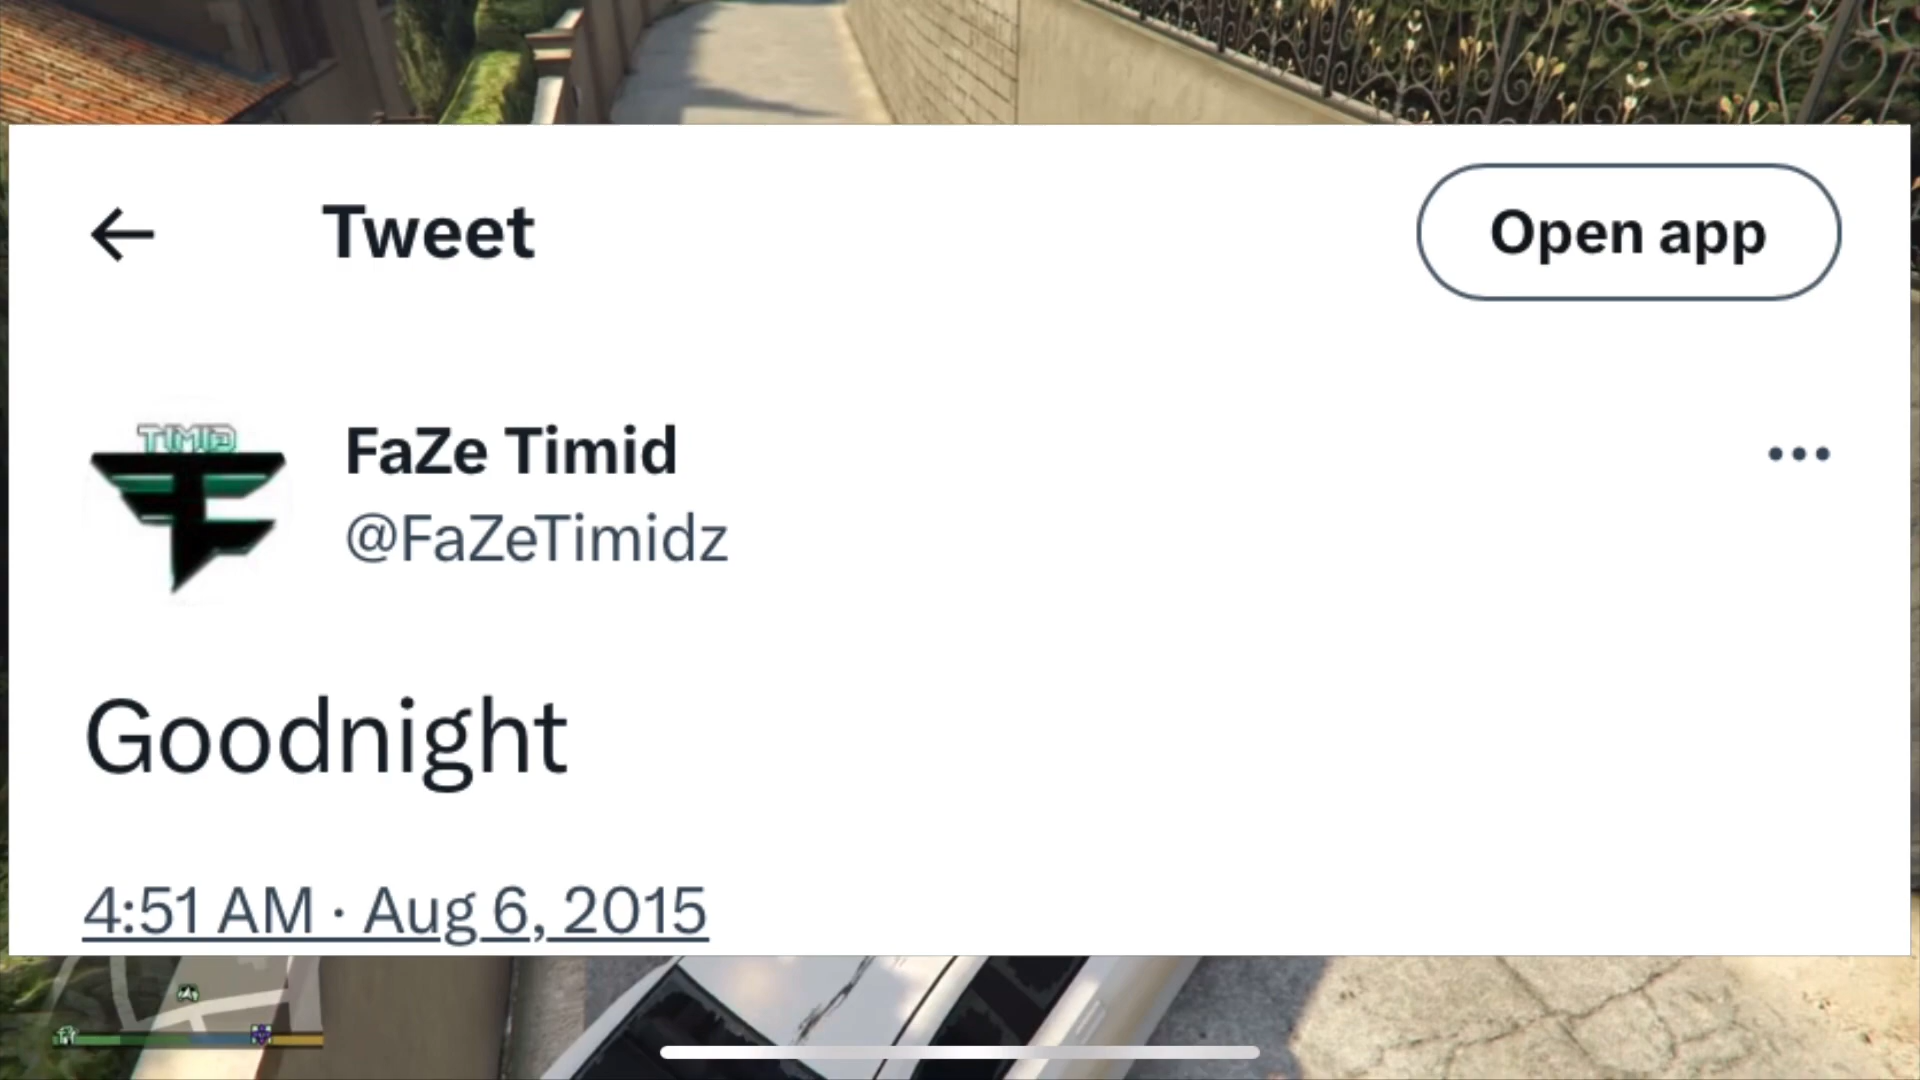 Tweet
Open app
TIMID
FaZe Timid
@FaZeTimidz
Goodnight
4:51 AM · Aug 6, 2015